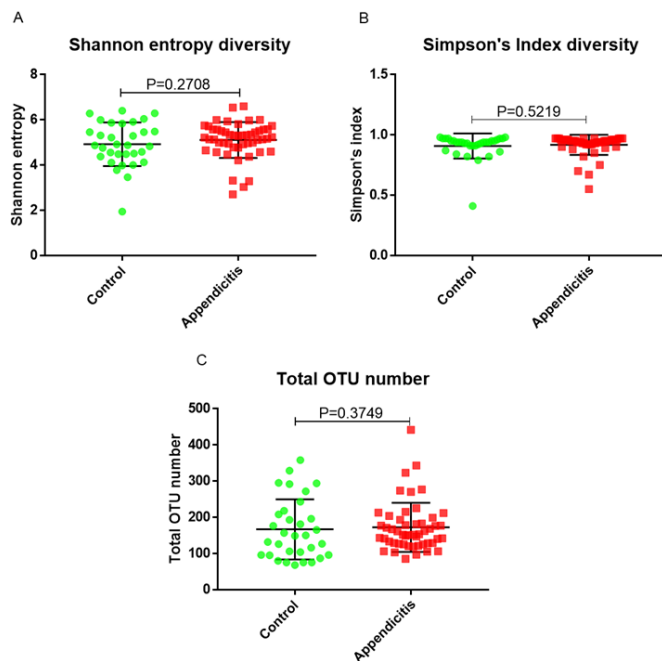 A
Shannon entropy diversity
P=0.2708
Shannon entropy
8
6
4
2
0
Control
Appendicitis
B
Simpson's Index diversity
P=0.5219
Simpson's index
1.5
1.0
0.5
0.0
Control
Appendicitis
C
Total OTU number
P=0.3749
Total OTU number
500
400
300
200
100
0
Control
Appendicitis